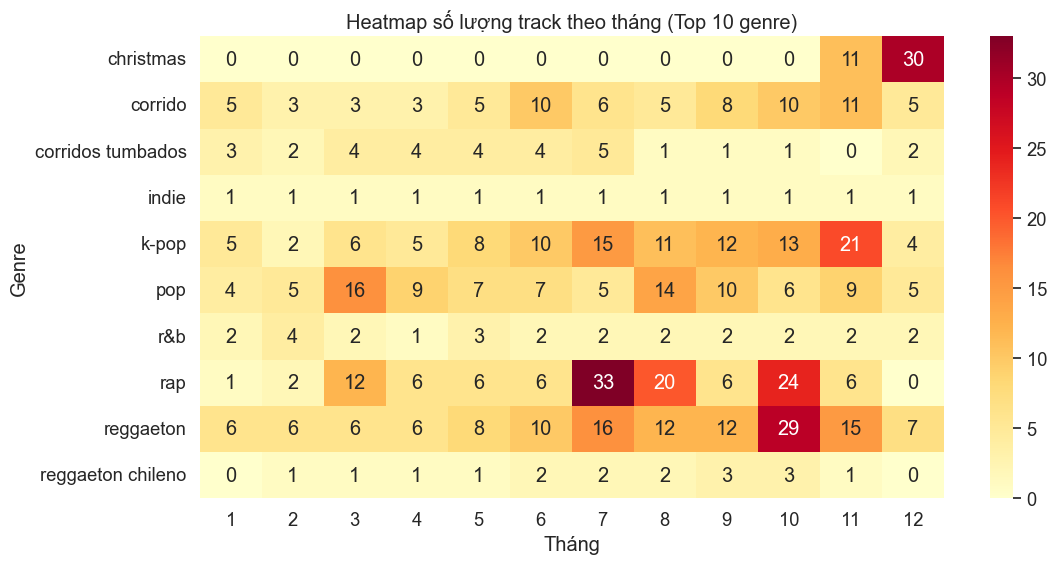 Heatmap số lượng track theo tháng (Top 10 genre)
Genre
christmas 0 0 0 0 0 0 0 0 0 0 11 30
corrido 5 3 3 3 5 10 6 5 8 10 11 5
corridos tumbados 3 2 4 4 4 4 5 1 1 1 0 2
indie 1 1 1 1 1 1 1 1 1 1 1 1
k-pop 5 2 6 5 8 10 15 11 12 13 21 4
pop 4 5 16 9 7 7 5 14 10 6 9 5
r&b 2 4 2 1 3 2 2 2 2 2 2 2
rap 1 2 12 6 6 6 33 20 6 24 6 0
reggaeton 6 6 6 6 8 10 16 12 12 29 15 7
reggaeton chileno 0 1 1 1 1 2 2 2 3 3 1 0
1 2 3 4 5 6 7 8 9 10 11 12
Tháng
30
25
20
15
10
5
0